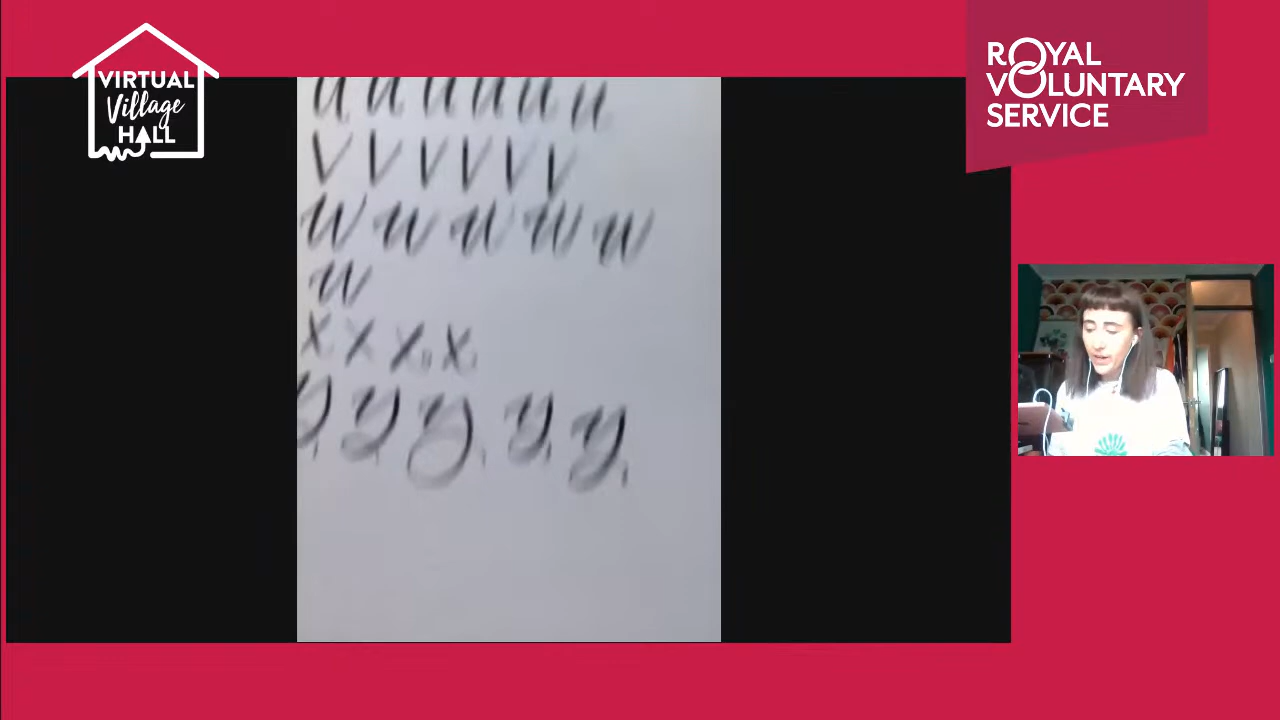 VIRTUAL
Village
HALL
ROYAL
VOLUNTARY
SERVICE
u u u u u u
v v v v v v
w w w w w
w
x x x x
y y y y y